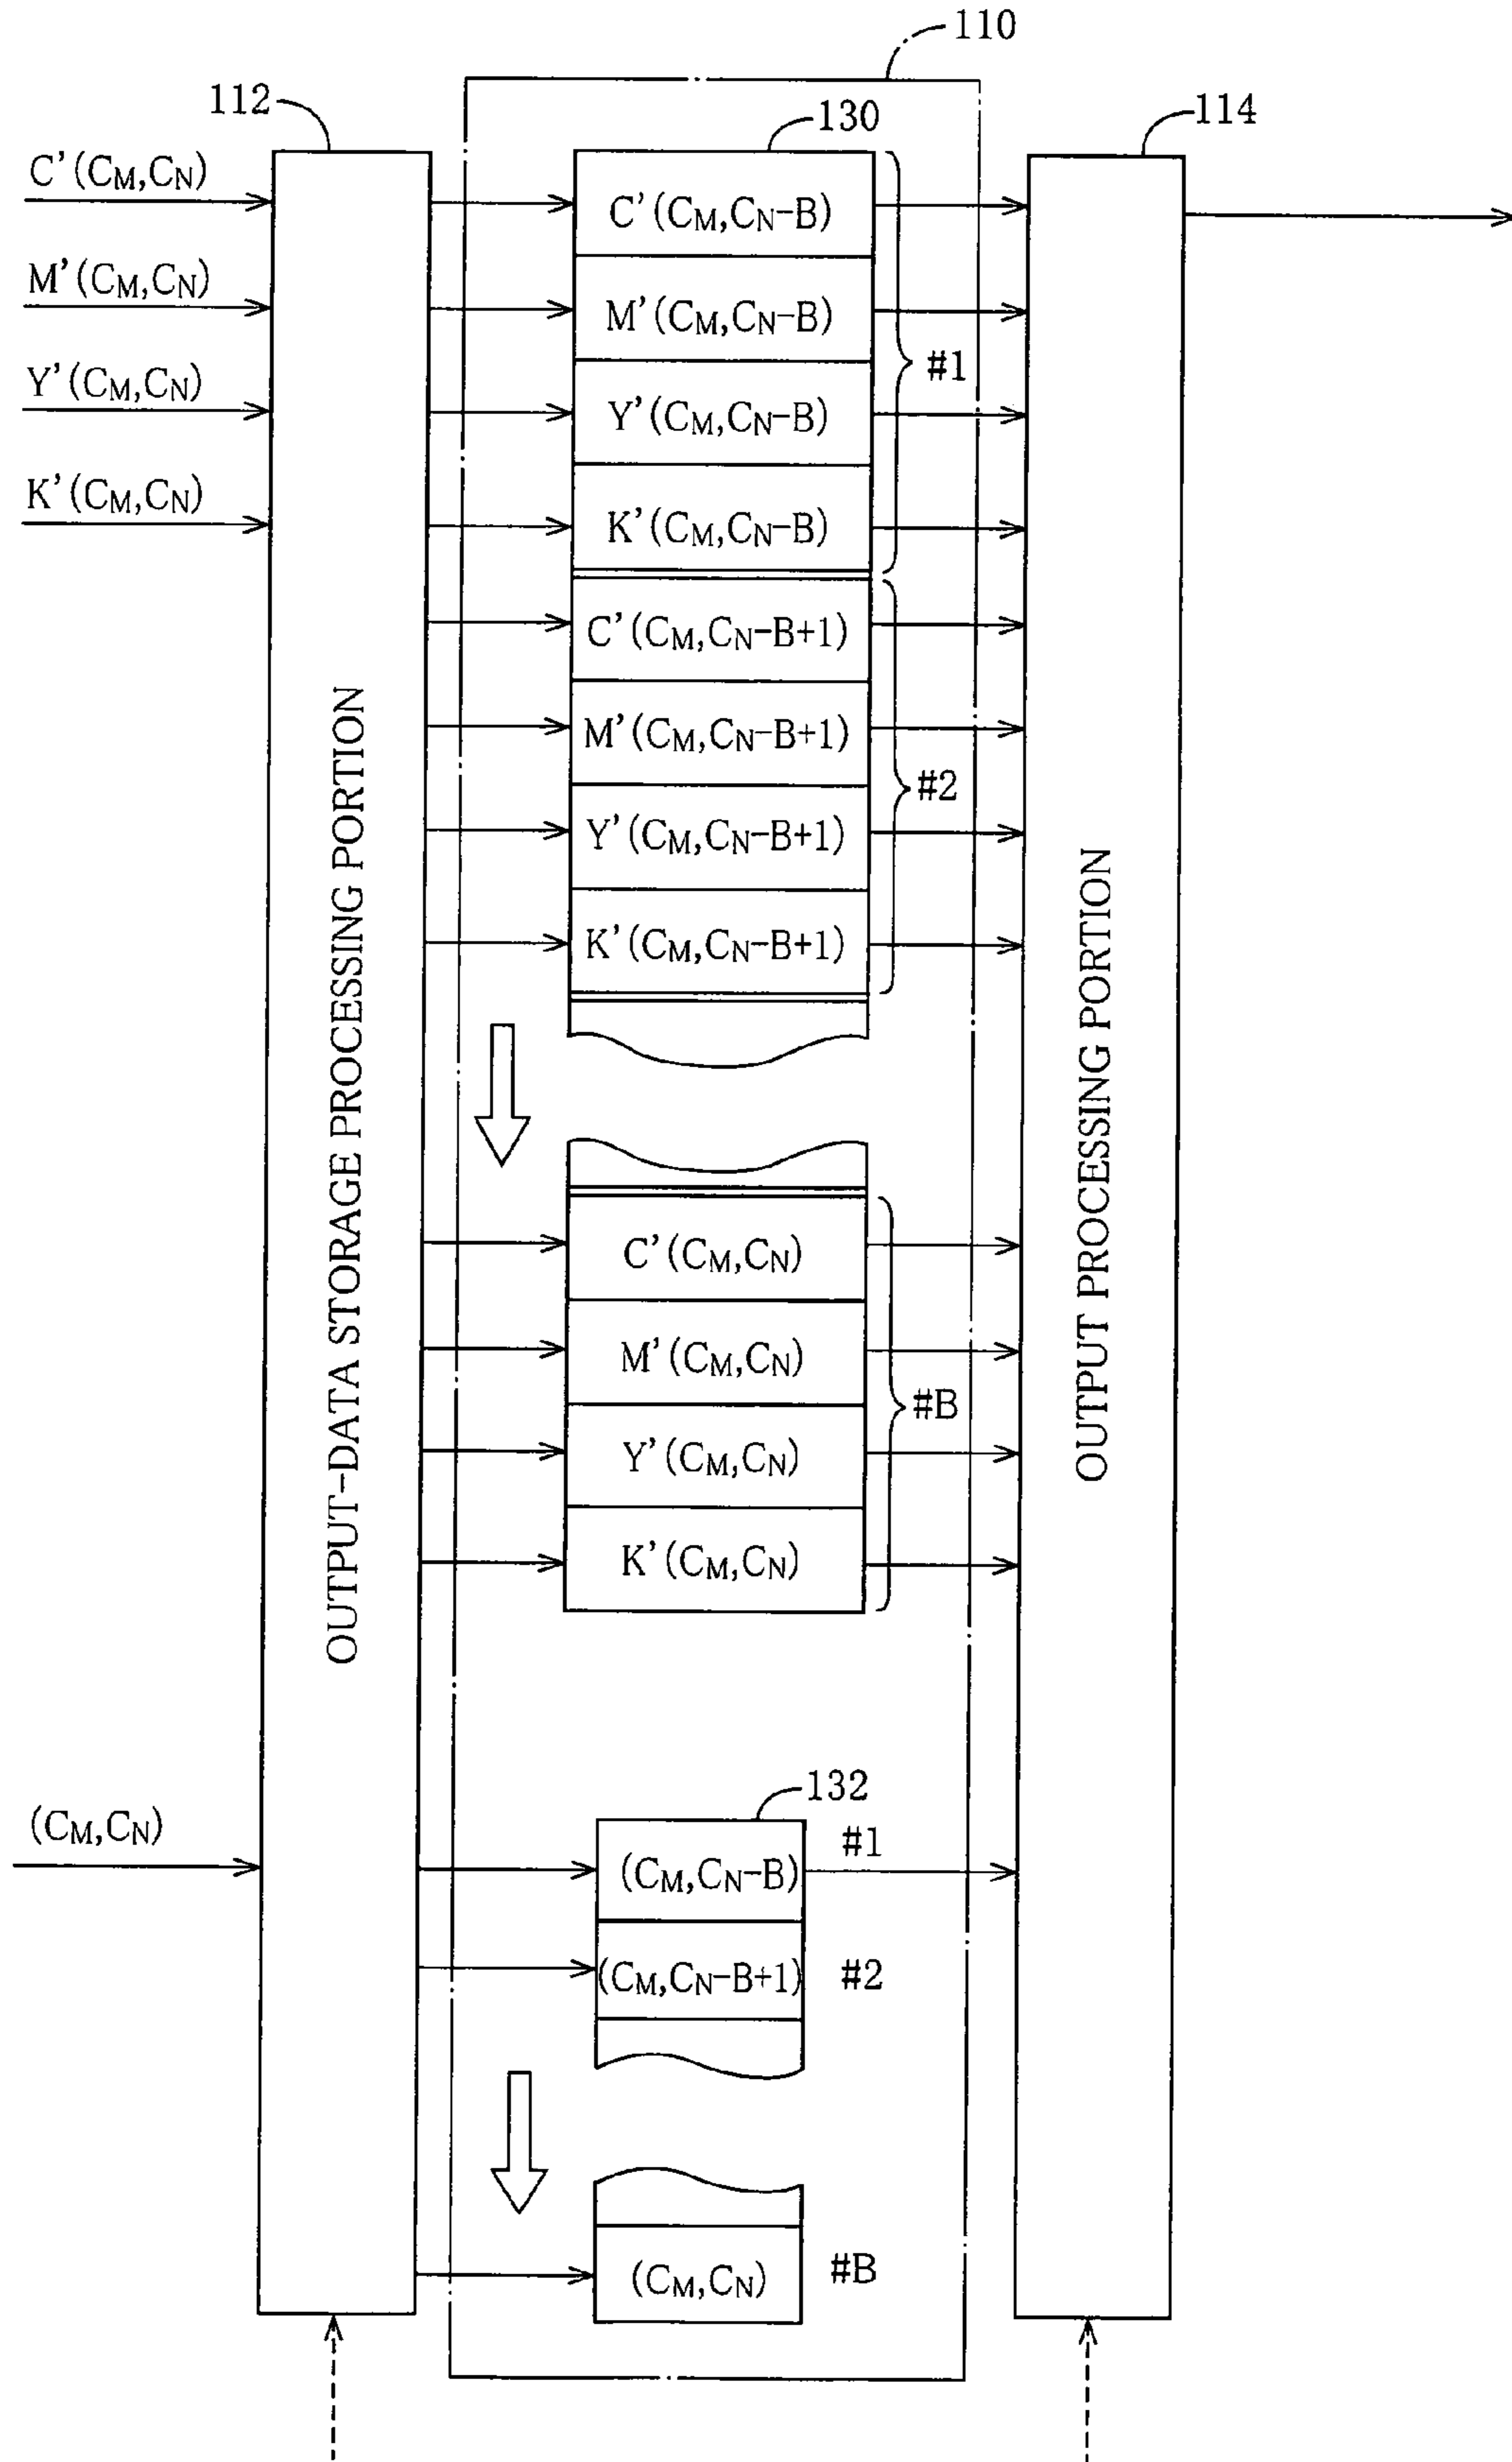 110
112
130
114
C'(CM,CN)
M'(CM,CN)
Y'(CM,CN)
K'(CM,CN)
C'(CM,CN-B)
M'(CM,CN-B)
Y'(CM,CN-B)
K'(CM,CN-B)
#1
C'(CM,CN-B+1)
M'(CM,CN-B+1)
Y'(CM,CN-B+1)
K'(CM,CN-B+1)
#2
OUTPUT-DATA STORAGE PROCESSING PORTION
OUTPUT PROCESSING PORTION
C'(CM,CN)
M'(CM,CN)
Y'(CM,CN)
K'(CM,CN)
#B
132
(CM,CN)
(CM,CN-B)
#1
(CM,CN-B+1)
#2
(CM,CN)
#B